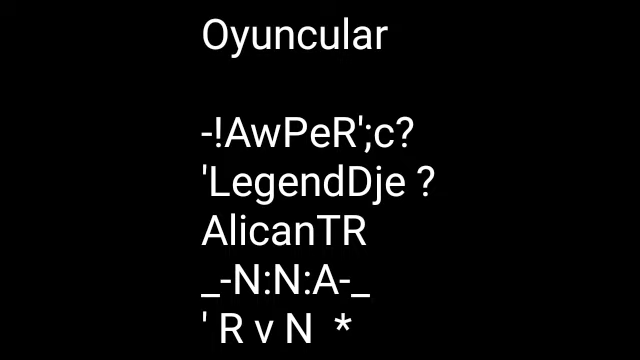 Oyuncular
-!AwPeR';c?
'LegendDje ?
AlicanTR
_-N:N:A-_
' R v N  *